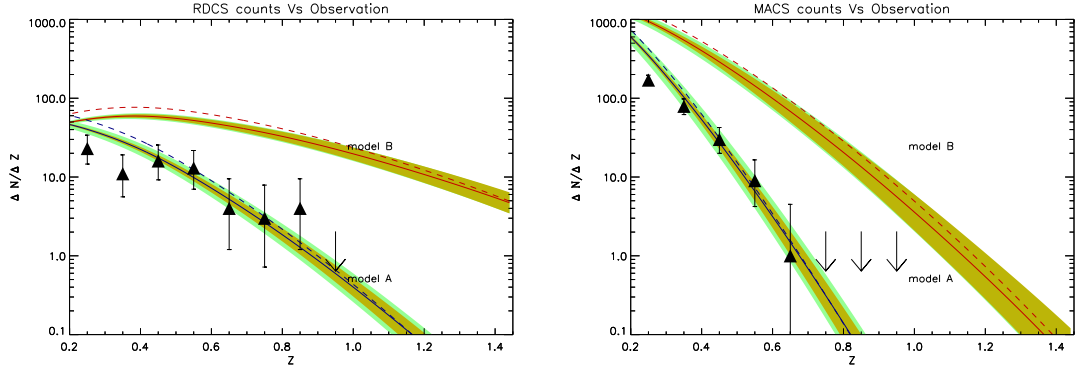 RDCS counts Vs Observation
1000.0
100.0
10.0
1.0
0.1
Δ N/Δ Z
model B
model A
0.2 0.4 0.6 0.8 1.0 1.2 1.4
Z
MACS counts Vs Observation
1000.0
100.0
10.0
1.0
0.1
Δ N/Δ Z
model B
model A
0.2 0.4 0.6 0.8 1.0 1.2 1.4
Z